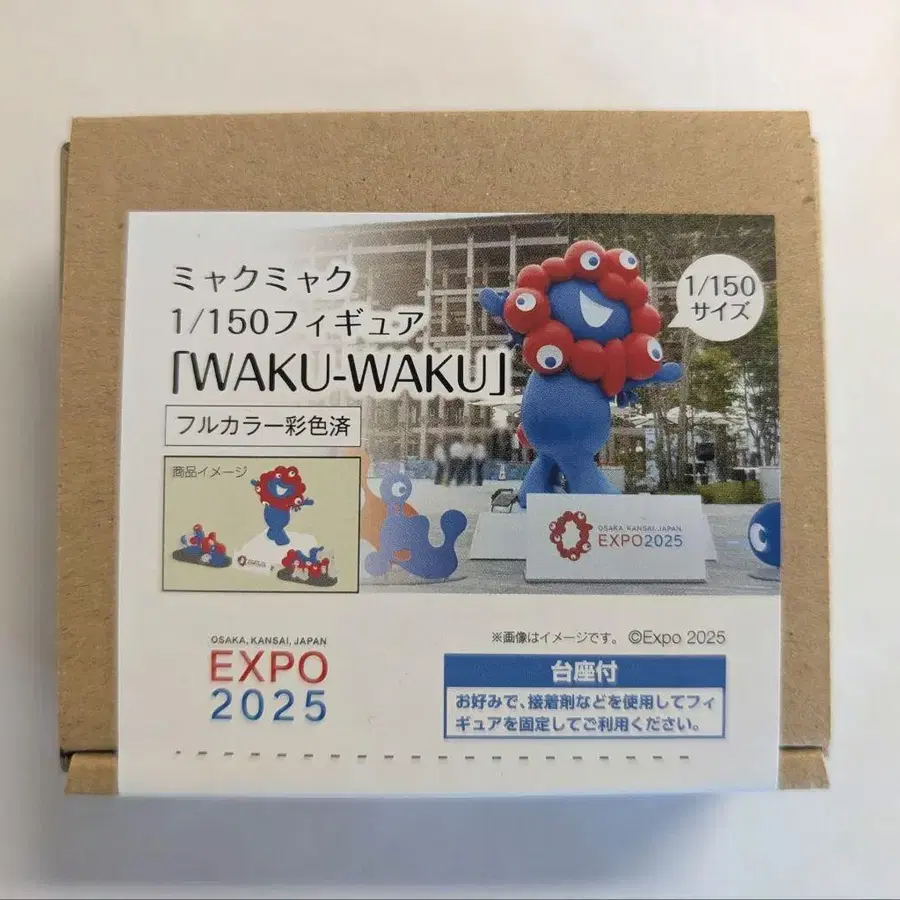 ミャクミャク
1/150フィギュア
「WAKU-WAKU」
フルカラー彩色済
1/150
サイズ
商品イメージ
OSAKA, KANSAI, JAPAN
EXPO2025
※画像はイメージです。 ©Expo 2025
OSAKA, KANSAI, JAPAN
EXPO
2025
台座付
お好みで、接着剤などを使用してフィ
ギュアを固定してご利用ください。